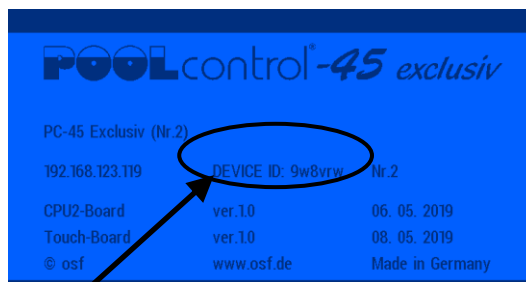 POOLcontrol®-45 exclusiv
PC-45 Exclusiv (Nr.2)
192.168.123.119 DEVICE ID: 9w8vrw Nr.2
CPU2-Board ver.1.0 06. 05. 2019
Touch-Board ver.1.0 08. 05. 2019
© osf www.osf.de Made in Germany